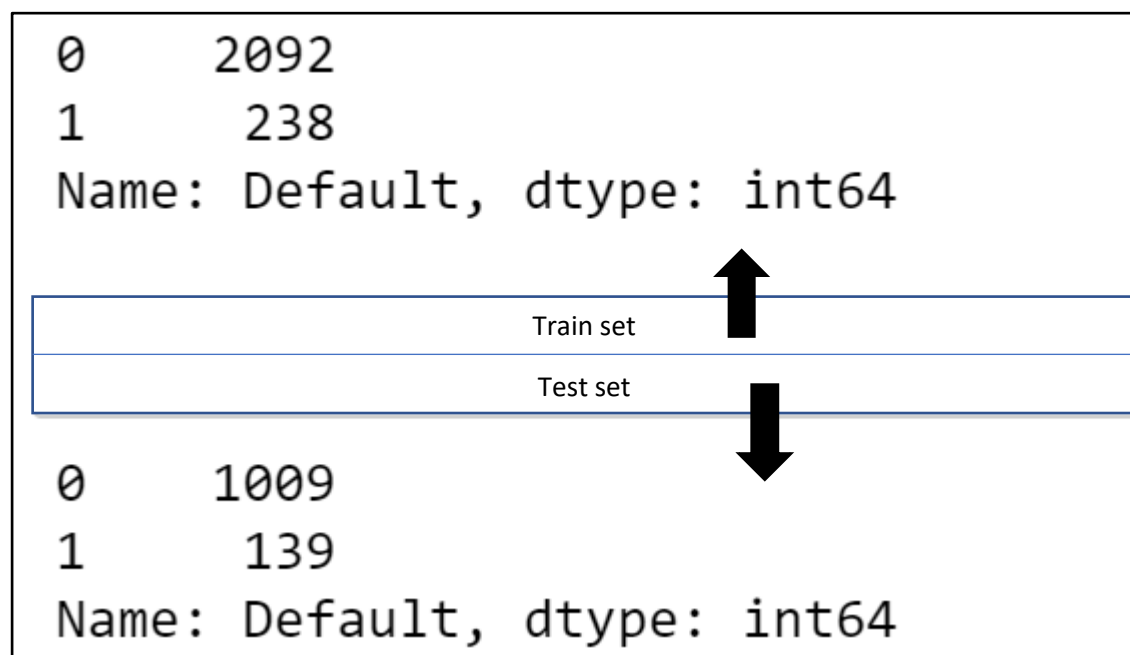 0     2092
1      238
Name: Default, dtype: int64
Train set
Test set
0     1009
1      139
Name: Default, dtype: int64